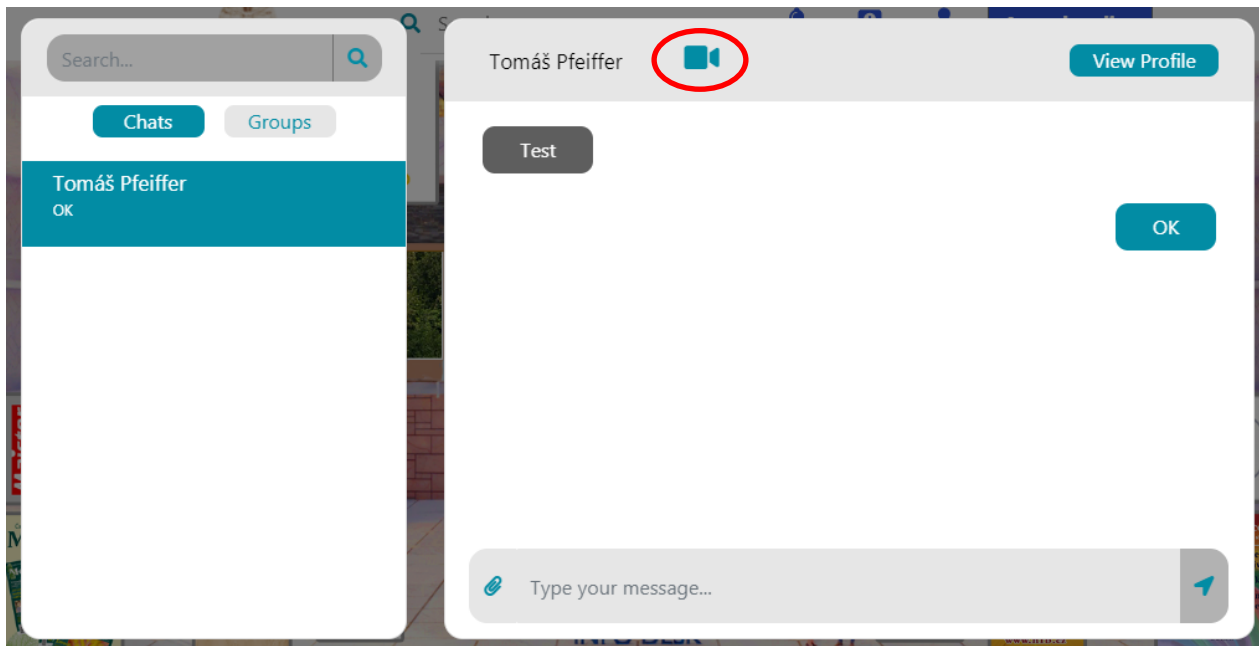 Search...
Chats
Groups
Tomáš Pfeiffer
OK
Tomáš Pfeiffer
View Profile
Test
OK
Type your message...